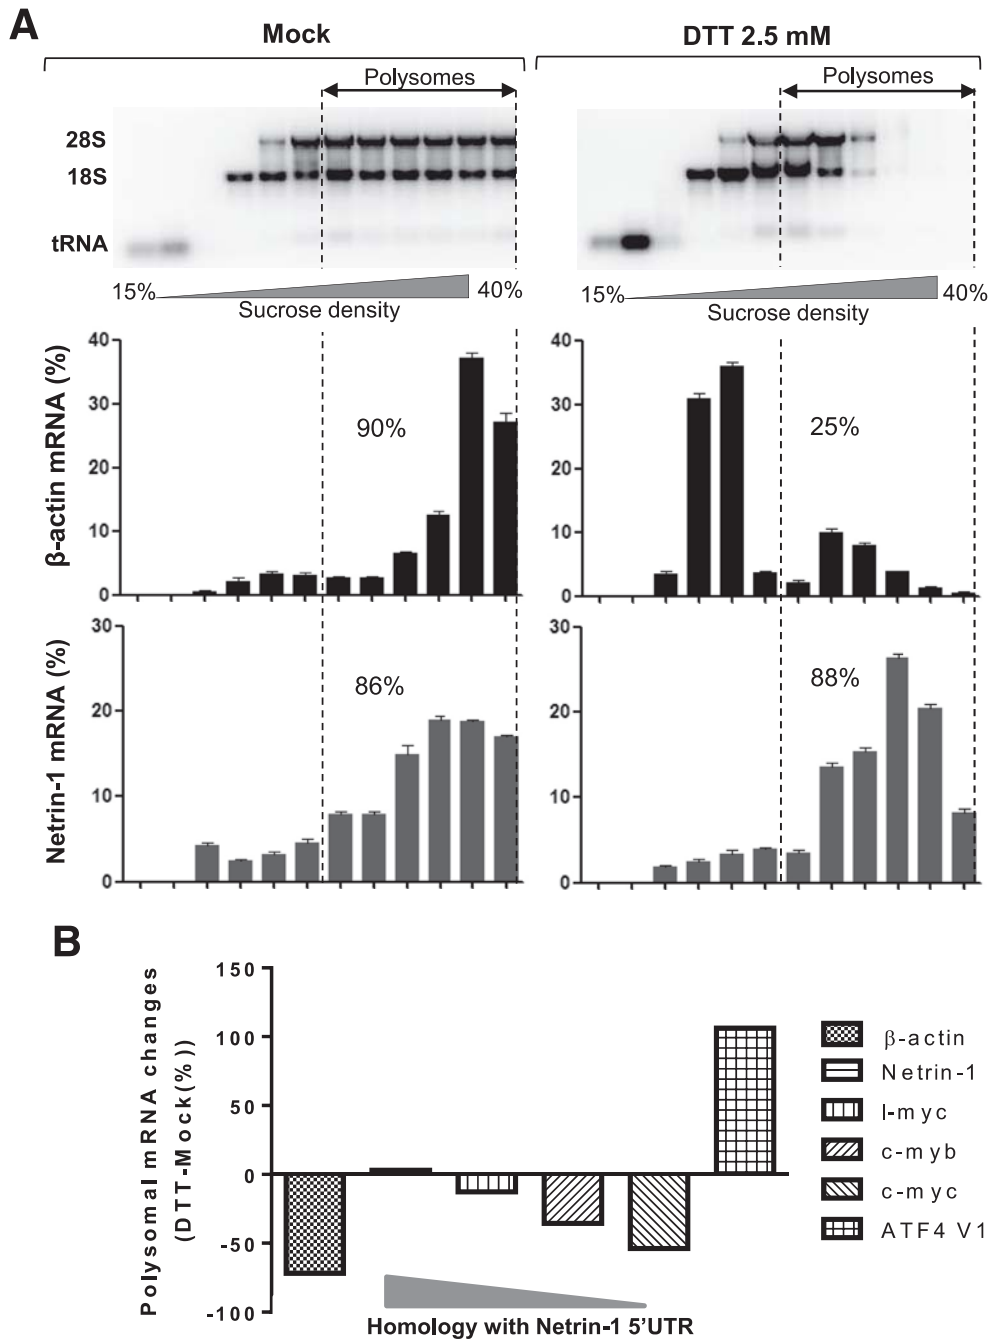 A
Mock
DTT 2.5 mM
Polysomes
Polysomes
28S
18S
tRNA
15%
40%
Sucrose density
15%
40%
Sucrose density
β-actin mRNA (%)
40
30
20
10
0
90%
40
30
20
10
0
25%
Netrin-1 mRNA (%)
30
20
10
0
86%
30
20
10
0
88%
B
Polysomal mRNA changes
(DTT-Mock(%))
150
100
50
0
-50
-100
β-actin
Netrin-1
l-myc
c-myb
c-myc
ATF4 V1
Homology with Netrin-1 5'UTR